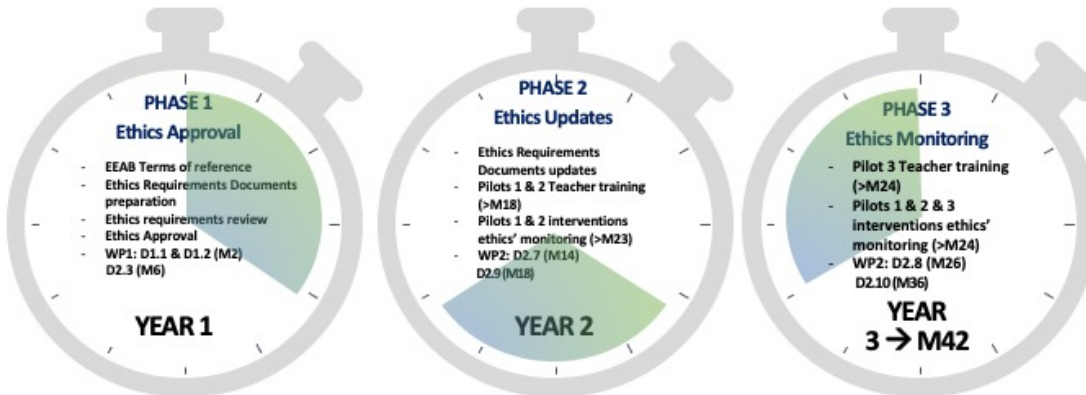 PHASE 1
Ethics Approval
- EEAB Terms of reference
- Ethics Requirements Documents
preparation
- Ethics requirements review
- Ethics Approval
- WP1: D1.1 & D1.2 (M2)
D2.3 (M6)
YEAR 1
PHASE 2
Ethics Updates
- Ethics Requirements
Documents updates
- Pilots 1 & 2 Teacher training
(>M18)
- Pilots 1 & 2 interventions
ethics’ monitoring (>M23)
- WP2: D2.7 (M14)
D2.9 (M18)
YEAR 2
PHASE 3
Ethics Monitoring
- Pilot 3 Teacher training
(>M24)
- Pilots 1 & 2 & 3
interventions ethics’
monitoring (>M24)
- WP2: D2.8 (M26)
D2.10 (M36)
YEAR
3 → M42